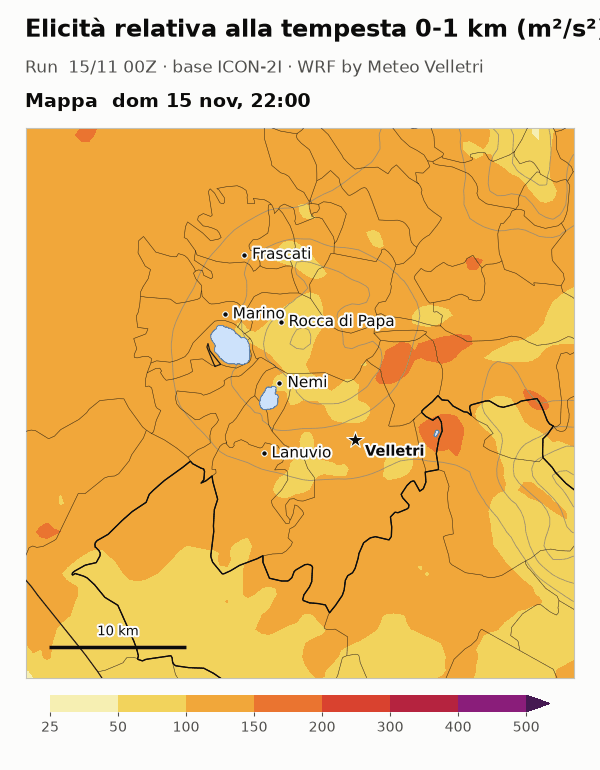 Elicità relativa alla tempesta 0-1 km (m²/s²)
Run 15/11 00Z · base ICON-2I · WRF by Meteo Velletri
Mappa dom 15 nov, 22:00
Frascati
Marino
Rocca di Papa
Nemi
Velletri
Lanuvio
10 km
25 50 100 150 200 300 400 500